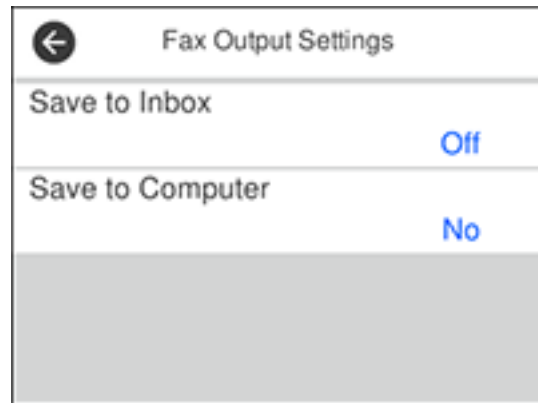 Fax Output Settings
Save to Inbox
Off
Save to Computer
No